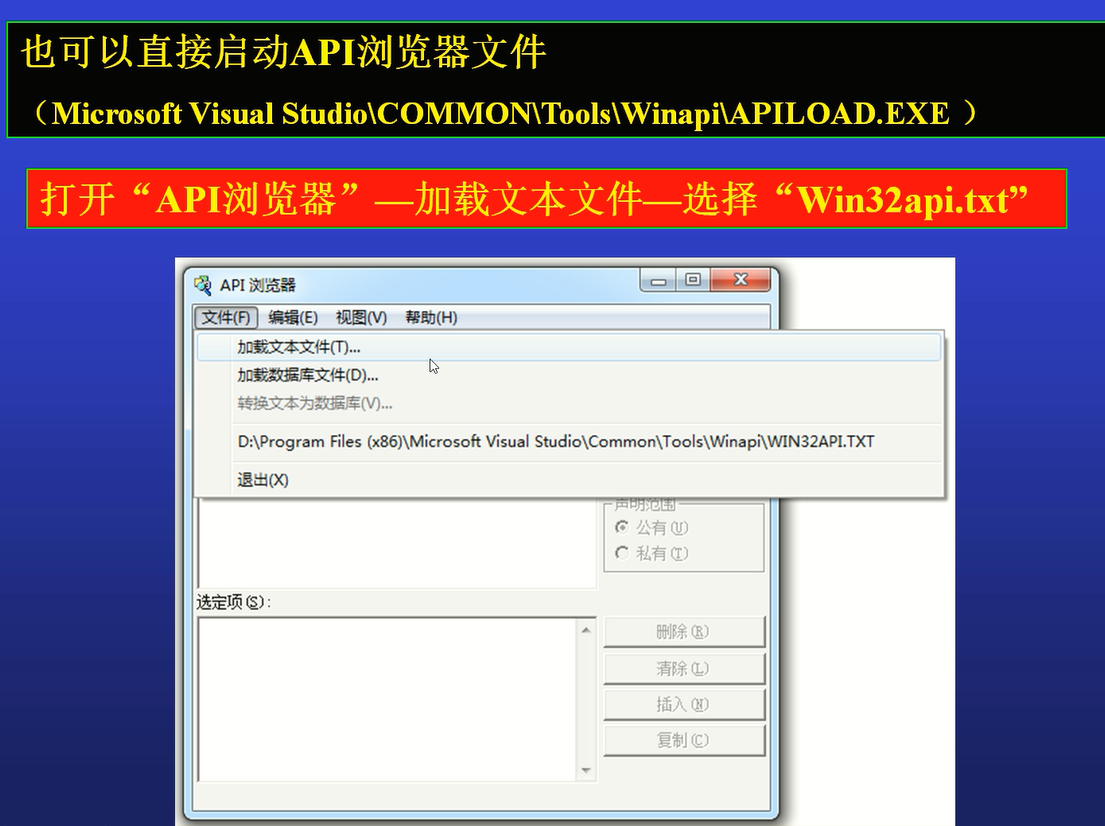 也可以直接启动API浏览器文件
（Microsoft Visual Studio\COMMON\Tools\Winapi\APILOAD.EXE ）
打开“API浏览器”—加载文本文件—选择“Win32api.txt”
API 浏览器
文件(F) 编辑(E) 视图(V) 帮助(H)
加载文本文件(T)...
加载数据库文件(D)...
转换文本为数据库(V)...
D:\Program Files (x86)\Microsoft Visual Studio\Common\Tools\Winapi\WIN32API.TXT
退出(X)
声明范围
公有(U)
私有(T)
选定项(S):
删除(R)
清除(L)
插入(N)
复制(C)